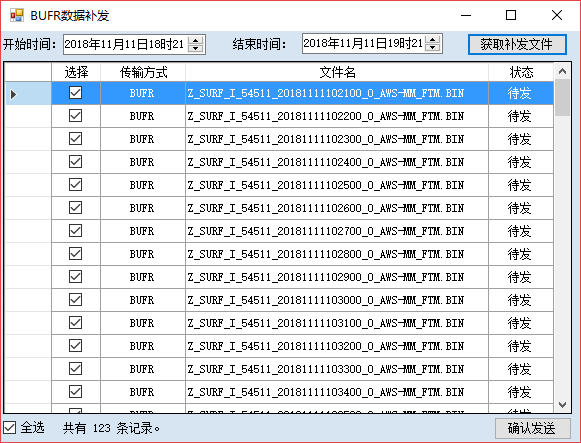 BUFR数据补发
开始时间: 2018年11月11日18时21 结束时间: 2018年11月11日19时21 获取补发文件
选择 传输方式 文件名 状态
BUFR Z_SURF_I_54511_20181111102100_O_AWS-MM_FTM.BIN 待发
BUFR Z_SURF_I_54511_20181111102200_O_AWS-MM_FTM.BIN 待发
BUFR Z_SURF_I_54511_20181111102300_O_AWS-MM_FTM.BIN 待发
BUFR Z_SURF_I_54511_20181111102400_O_AWS-MM_FTM.BIN 待发
BUFR Z_SURF_I_54511_20181111102500_O_AWS-MM_FTM.BIN 待发
BUFR Z_SURF_I_54511_20181111102600_O_AWS-MM_FTM.BIN 待发
BUFR Z_SURF_I_54511_20181111102700_O_AWS-MM_FTM.BIN 待发
BUFR Z_SURF_I_54511_20181111102800_O_AWS-MM_FTM.BIN 待发
BUFR Z_SURF_I_54511_20181111102900_O_AWS-MM_FTM.BIN 待发
BUFR Z_SURF_I_54511_20181111103000_O_AWS-MM_FTM.BIN 待发
BUFR Z_SURF_I_54511_20181111103100_O_AWS-MM_FTM.BIN 待发
BUFR Z_SURF_I_54511_20181111103200_O_AWS-MM_FTM.BIN 待发
BUFR Z_SURF_I_54511_20181111103300_O_AWS-MM_FTM.BIN 待发
BUFR Z_SURF_I_54511_20181111103400_O_AWS-MM_FTM.BIN 待发
全选 共有 123 条记录。 确认发送